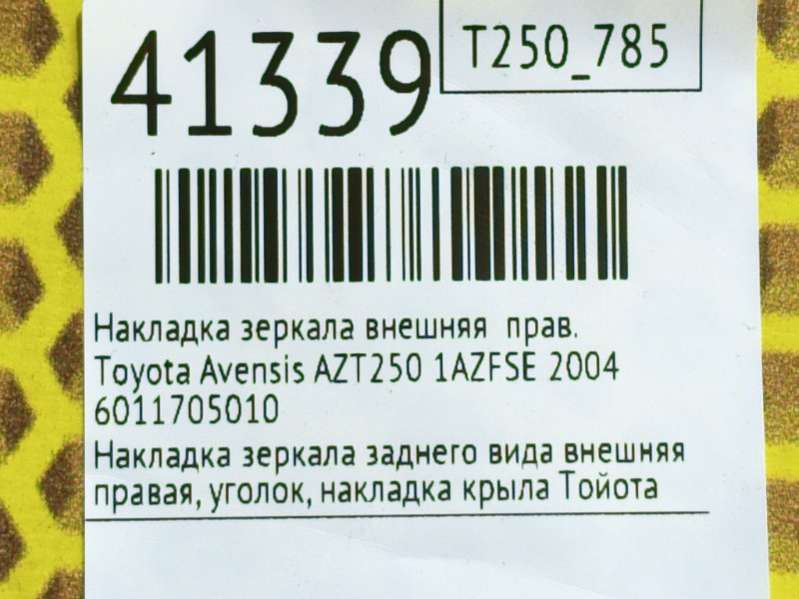 41339
T250_785
Накладка зеркала внешняя прав.
Toyota Avensis AZT250 1AZFSE 2004
6011705010
Накладка зеркала заднего вида внешняя
правая, уголок, накладка крыла Тойота